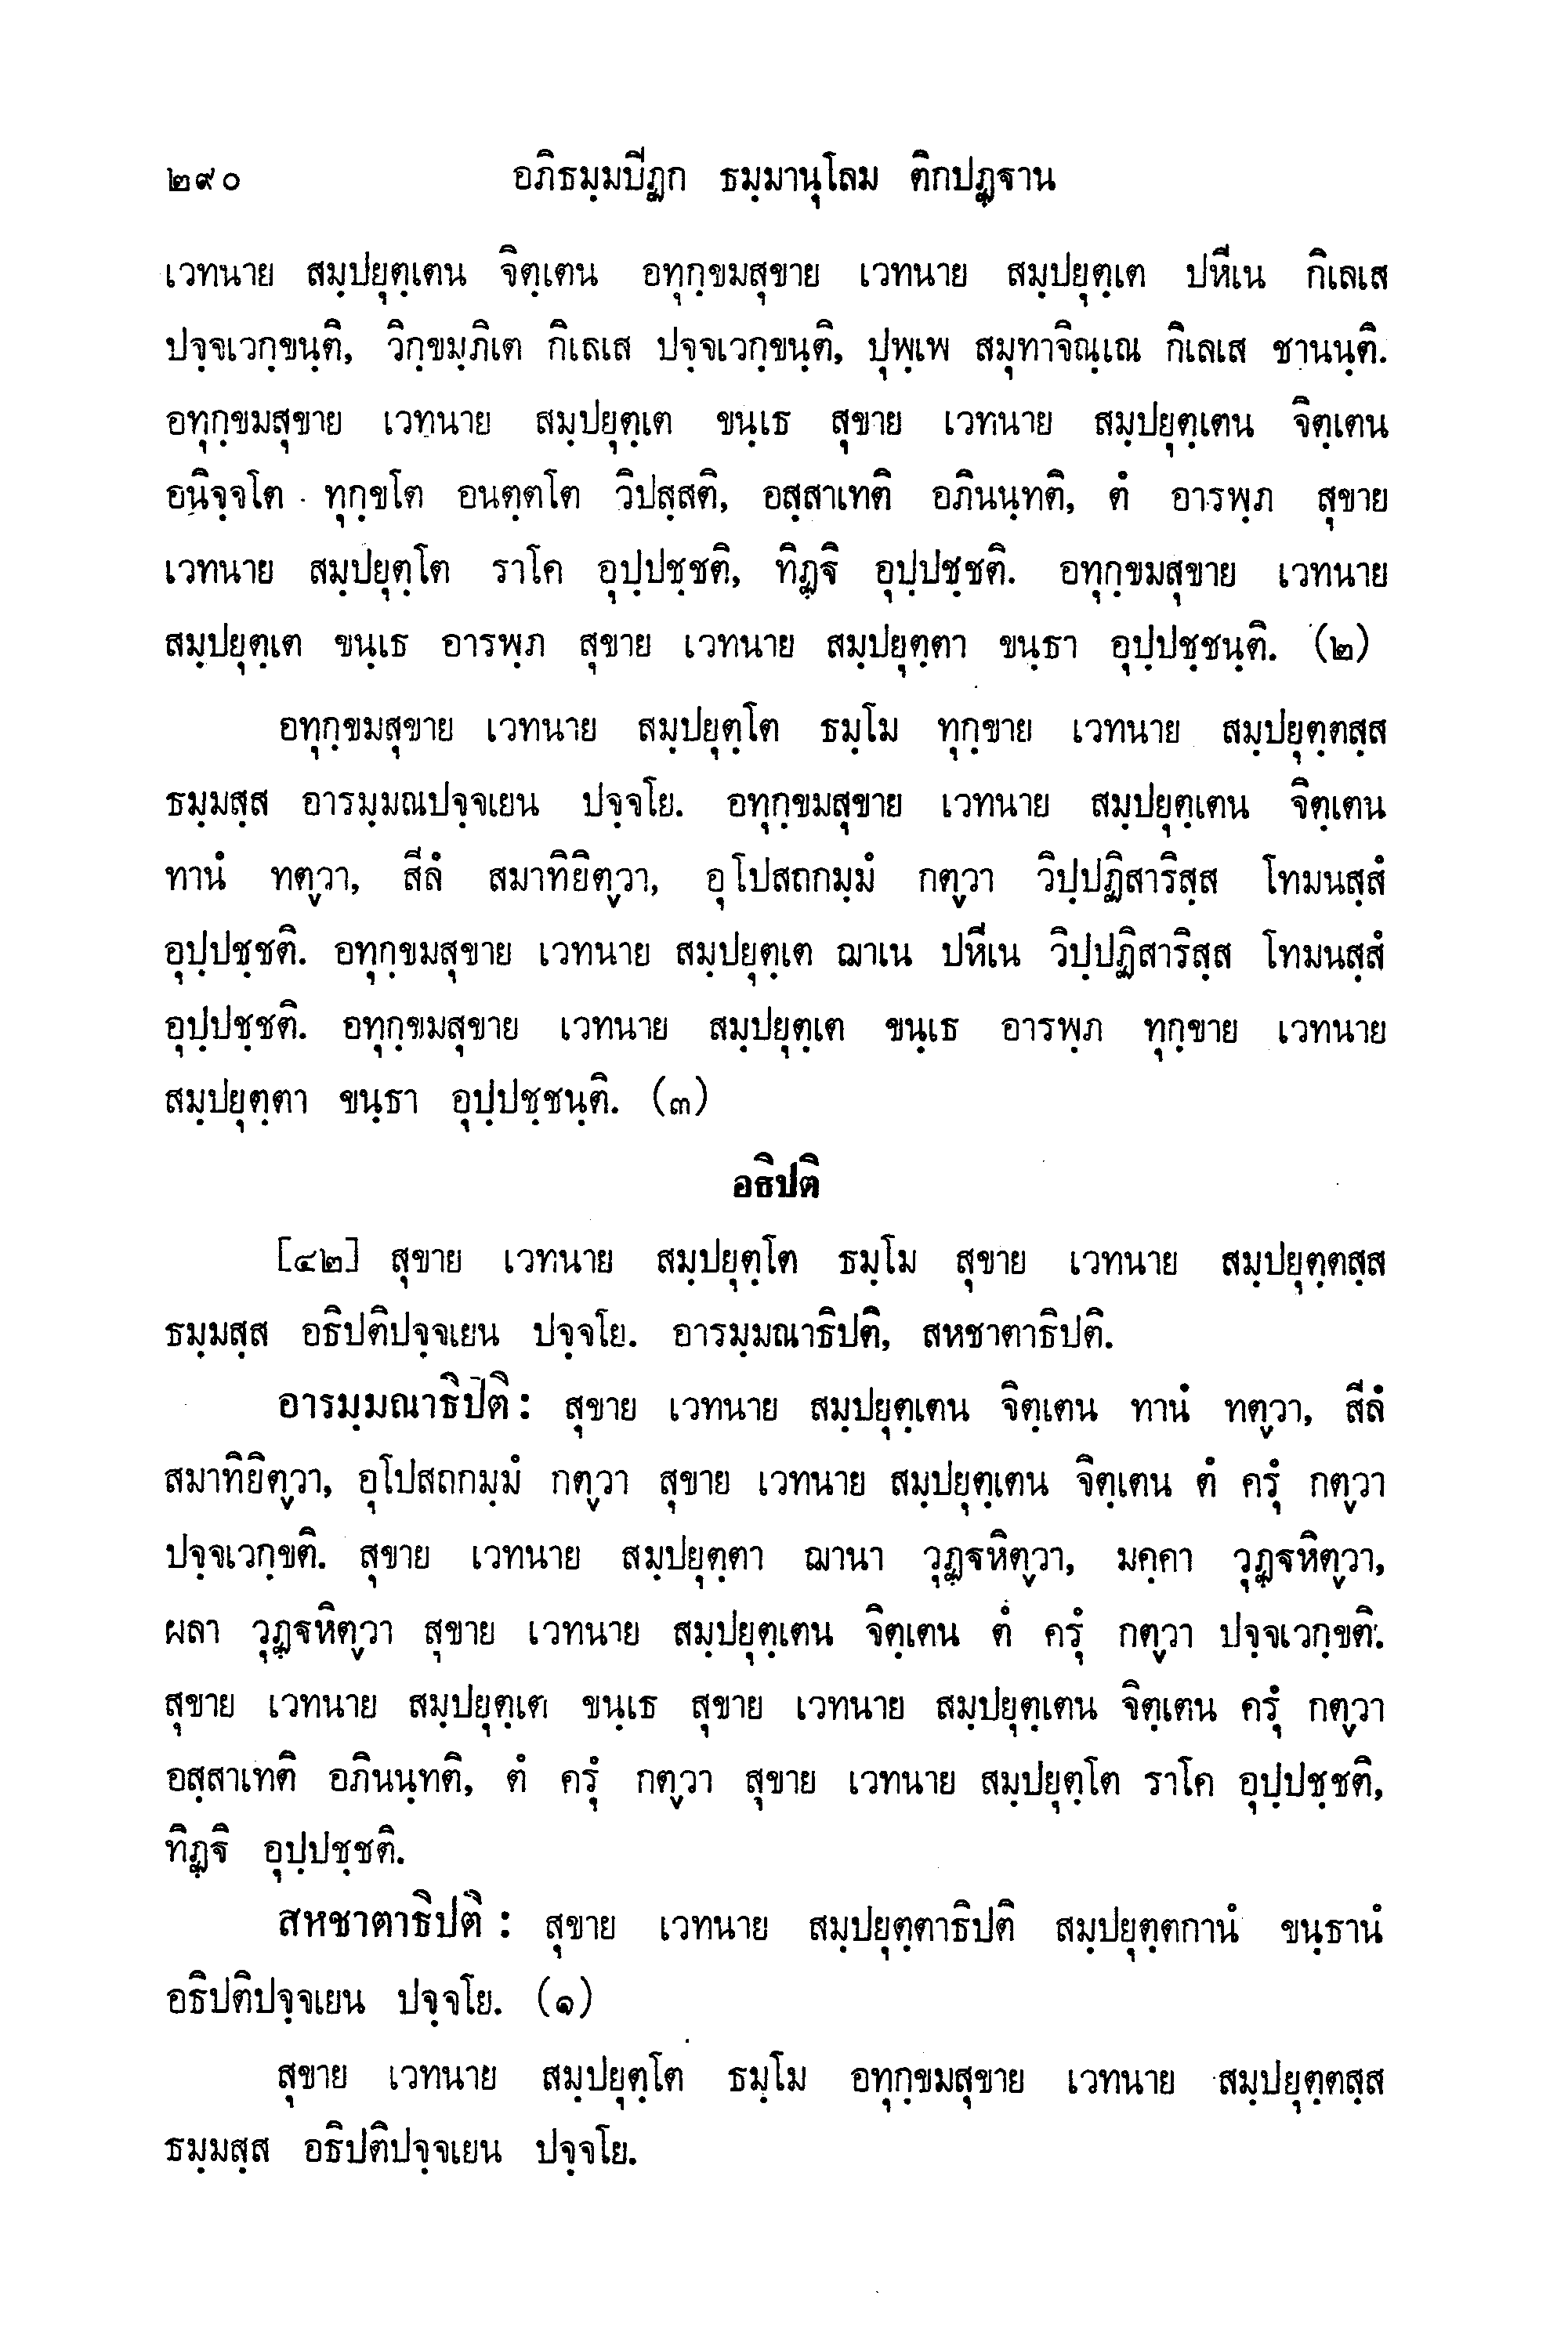 ๒๙๐ อภิธมฺมปิฏก ธมฺมานุโลม ติกปฏฺฐาน
เวทนาย สมฺปยุตฺเตน จิตฺเตน อทุกฺขมสุขาย เวทนาย สมฺปยุตฺเต ปหีเน กิเลเส
ปจฺจเวกฺขนฺติ, วิกฺขมฺภิเต กิเลเส ปจฺจเวกฺขนฺติ, ปุพฺเพ สมุทาจิณฺเณ กิเลเส ชานนฺติ.
อทุกฺขมสุขาย เวทนาย สมฺปยุตฺเต ขนฺเธ สุขาย เวทนาย สมฺปยุตฺเตน จิตฺเตน
อนิจฺจโต ทุกฺขโต อนตฺตโต วิปสฺสติ, อสฺสาเทติ อภินนฺทติ, ตํ อารพฺภ สุขาย
เวทนาย สมฺปยุตฺโต ราโค อุปฺปชฺชติ, ทิฏฺฐิ อุปฺปชฺชติ. อทุกฺขมสุขาย เวทนาย
สมฺปยุตฺเต ขนฺเธ อารพฺภ สุขาย เวทนาย สมฺปยุตฺตา ขนฺธา อุปฺปชฺชนฺติ. (๒)
อทุกฺขมสุขาย เวทนาย สมฺปยุตฺโต ธมฺโม ทุกฺขาย เวทนาย สมฺปยุตฺตสฺส
ธมฺมสฺส อารมฺมณปจฺจเยน ปจฺจโย. อทุกฺขมสุขาย เวทนาย สมฺปยุตฺเตน จิตฺเตน
ทานํ ทตฺวา, สีลํ สมาทิยิตฺวา, อุโปสถกมฺมํ กตฺวา วิปฺปฏิสาริสฺส โทมนสฺสํ
อุปฺปชฺชติ. อทุกฺขมสุขาย เวทนาย สมฺปยุตฺเต ฌาเน ปหีเน วิปฺปฏิสาริสฺส โทมนสฺสํ
อุปฺปชฺชติ. อทุกฺขมสุขาย เวทนาย สมฺปยุตฺเต ขนฺเธ อารพฺภ ทุกฺขาย เวทนาย
สมฺปยุตฺตา ขนฺธา อุปฺปชฺชนฺติ. (๓)
อธิปติ
[๔๒] สุขาย เวทนาย สมฺปยุตฺโต ธมฺโม สุขาย เวทนาย สมฺปยุตฺตสฺส
ธมฺมสฺส อธิปติปจฺจเยน ปจฺจโย. อารมฺมณาธิปติ, สหชาตาธิปติ.
อารมฺมณาธิปติ: สุขาย เวทนาย สมฺปยุตฺเตน จิตฺเตน ทานํ ทตฺวา, สีลํ
สมาทิยิตฺวา, อุโปสถกมฺมํ กตฺวา สุขาย เวทนาย สมฺปยุตฺเตน จิตฺเตน ตํ ครุํ กตฺวา
ปจฺจเวกฺขติ. สุขาย เวทนาย สมฺปยุตฺตา ฌานา วุฏฺฐหิตฺวา, มคฺคา วุฏฺฐหิตฺวา,
ผลา วุฏฺฐหิตฺวา สุขาย เวทนาย สมฺปยุตฺเตน จิตฺเตน ตํ ครุํ กตฺวา ปจฺจเวกฺขติ.
สุขาย เวทนาย สมฺปยุตฺเต ขนฺเธ สุขาย เวทนาย สมฺปยุตฺเตน จิตฺเตน ครุํ กตฺวา
อสฺสาเทติ อภินนฺทติ, ตํ ครุํ กตฺวา สุขาย เวทนาย สมฺปยุตฺโต ราโค อุปฺปชฺชติ,
ทิฏฺฐิ อุปฺปชฺชติ.
สหชาตาธิปติ : สุขาย เวทนาย สมฺปยุตฺตาธิปติ สมฺปยุตฺตกานํ ขนฺธานํ
อธิปติปจฺจเยน ปจฺจโย. (๑)
สุขาย เวทนาย สมฺปยุตฺโต ธมฺโม อทุกฺขมสุขาย เวทนาย สมฺปยุตฺตสฺส
ธมฺมสฺส อธิปติปจฺจเยน ปจฺจโย.